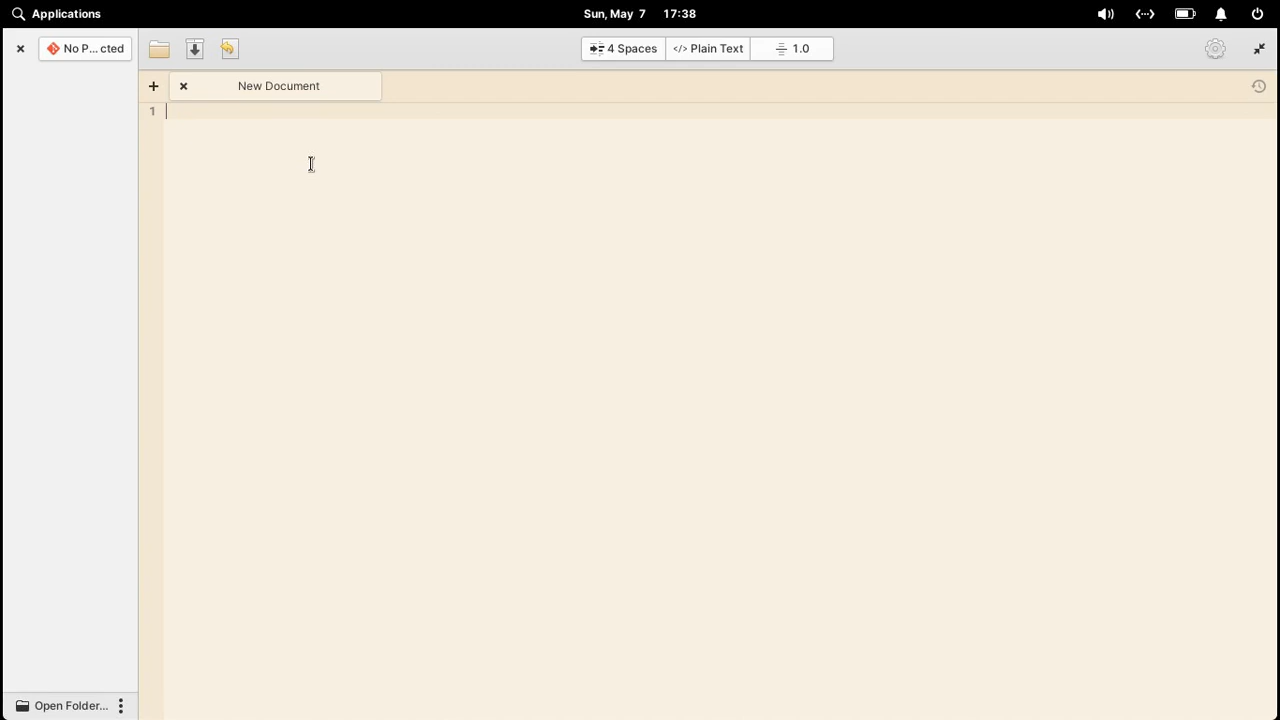 Applications
Sun, May 7 17:38
No P... cted
4 Spaces
</> Plain Text
1.0
New Document
1
Open Folder...